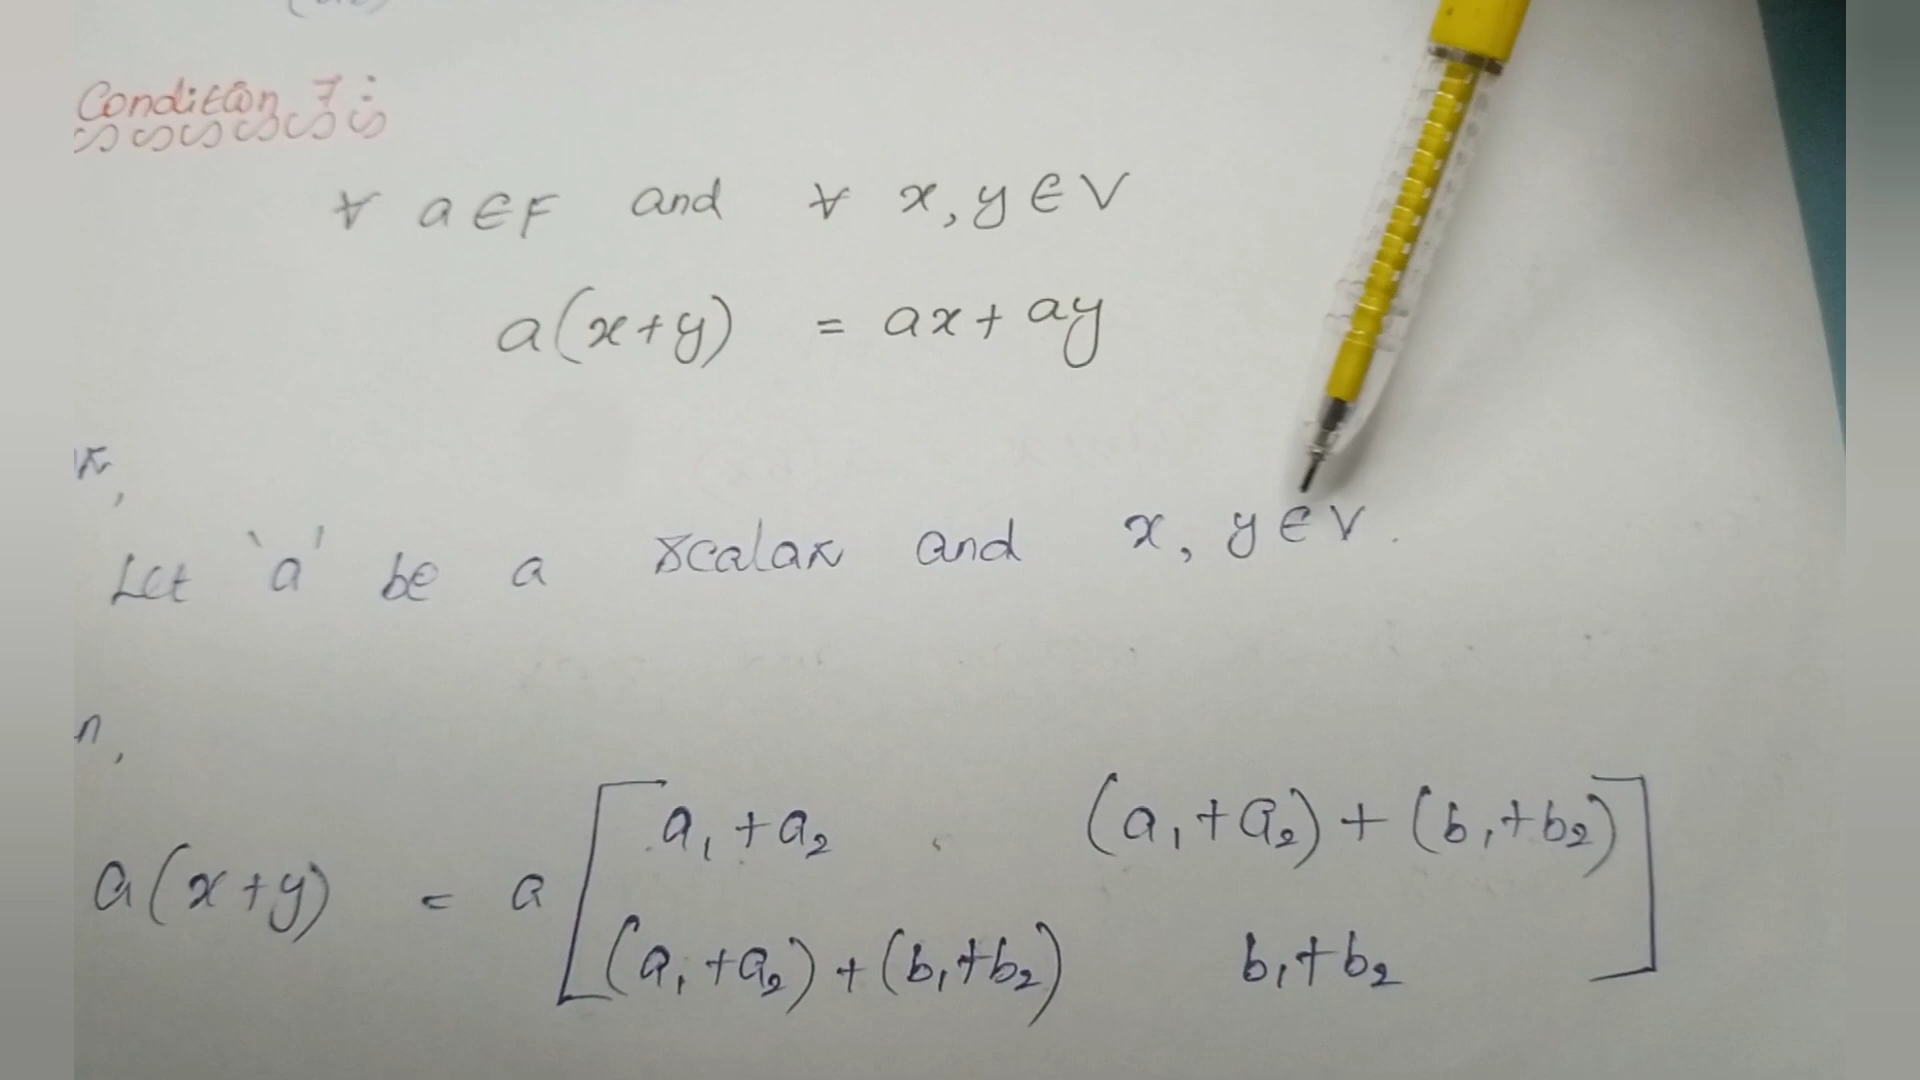 Condition 7:
∀ a∈F and ∀ x, y∈V
a(x+y) = ax + ay
Let 'a' be a scalar and x, y∈V.
a(x+y) = a [ a₁+a₂ (a₁+a₂)+(b₁+b₂)
(a₁+a₂)+(b₁+b₂) b₁+b₂ ]